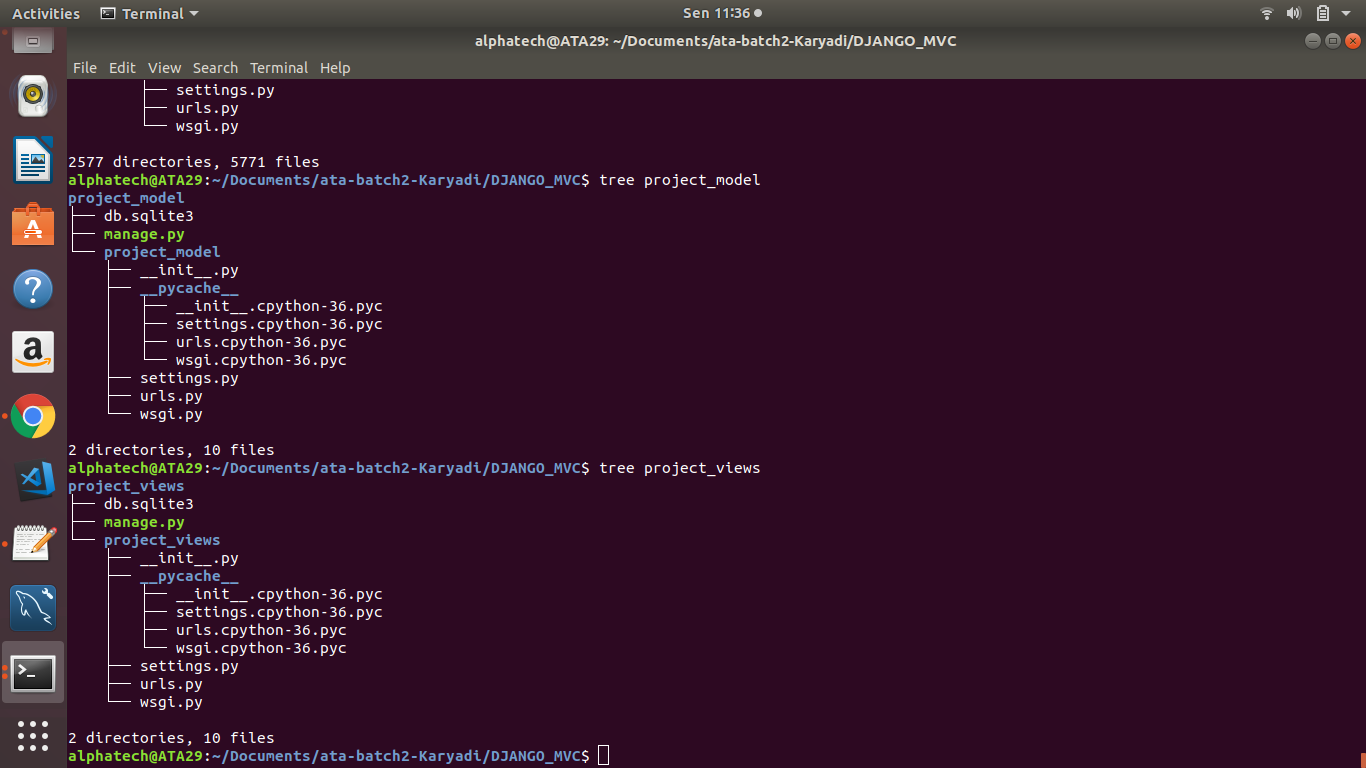 Activities Terminal Sen 11:36
alphatech@ATA29: ~/Documents/ata-batch2-Karyadi/DJANGO_MVC
File Edit View Search Terminal Help
├── settings.py
├── urls.py
└── wsgi.py
2577 directories, 5771 files
alphatech@ATA29:~/Documents/ata-batch2-Karyadi/DJANGO_MVC$ tree project_model
project_model
├── db.sqlite3
├── manage.py
└── project_model
├── __init__.py
├── __pycache__
│   ├── __init__.cpython-36.pyc
│   ├── settings.cpython-36.pyc
│   ├── urls.cpython-36.pyc
│   └── wsgi.cpython-36.pyc
├── settings.py
├── urls.py
└── wsgi.py
2 directories, 10 files
alphatech@ATA29:~/Documents/ata-batch2-Karyadi/DJANGO_MVC$ tree project_views
project_views
├── db.sqlite3
├── manage.py
└── project_views
├── __init__.py
├── __pycache__
│   ├── __init__.cpython-36.pyc
│   ├── settings.cpython-36.pyc
│   ├── urls.cpython-36.pyc
│   └── wsgi.cpython-36.pyc
├── settings.py
├── urls.py
└── wsgi.py
2 directories, 10 files
alphatech@ATA29:~/Documents/ata-batch2-Karyadi/DJANGO_MVC$